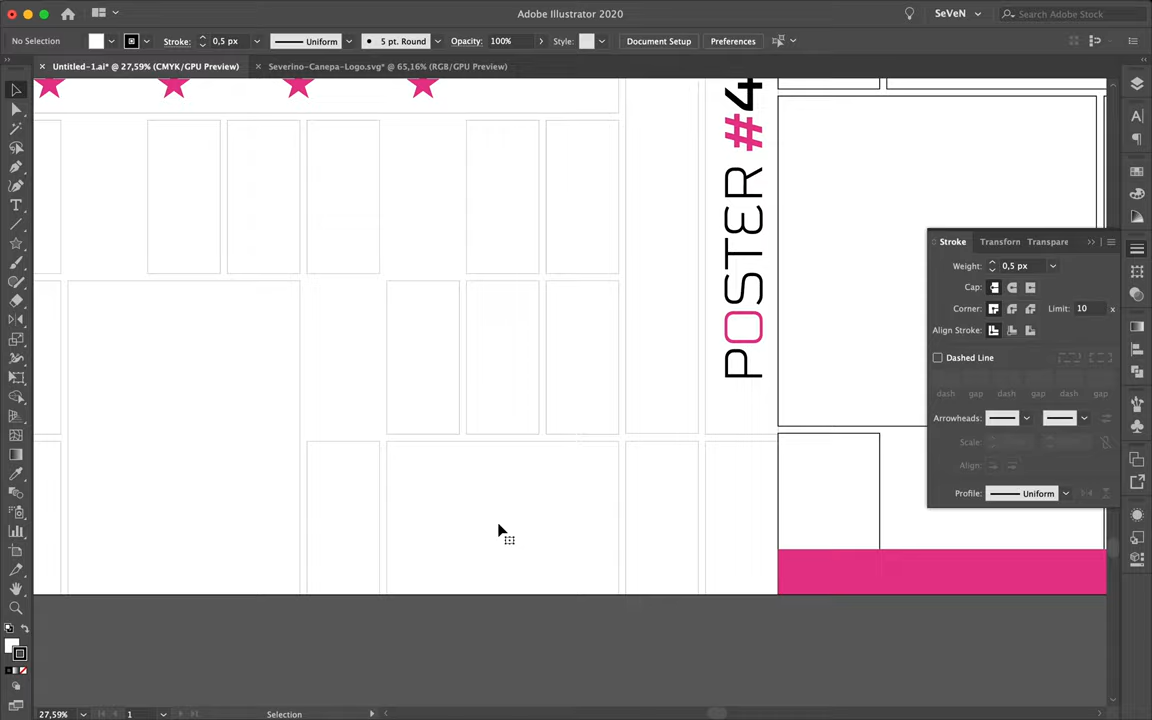 Adobe Illustrator 2020
SeVeN
Search Adobe Stock
No Selection
Stroke:
0,5 px
Uniform
5 pt. Round
Opacity:
100%
Style:
Document Setup
Preferences
Untitled-1.ai* @ 27,59% (CMYK/GPU Preview)
Severino-Canepa-Logo.svg* @ 65,16% (RGB/GPU Preview)
POSTER #4
Stroke
Transform
Transpare
Weight:
0,5 px
Cap:
Corner:
Limit:
10
x
Align Stroke:
Dashed Line
dash
gap
dash
gap
dash
gap
Arrowheads:
Scale:
Align:
Profile:
Uniform
27,59%
1
Selection